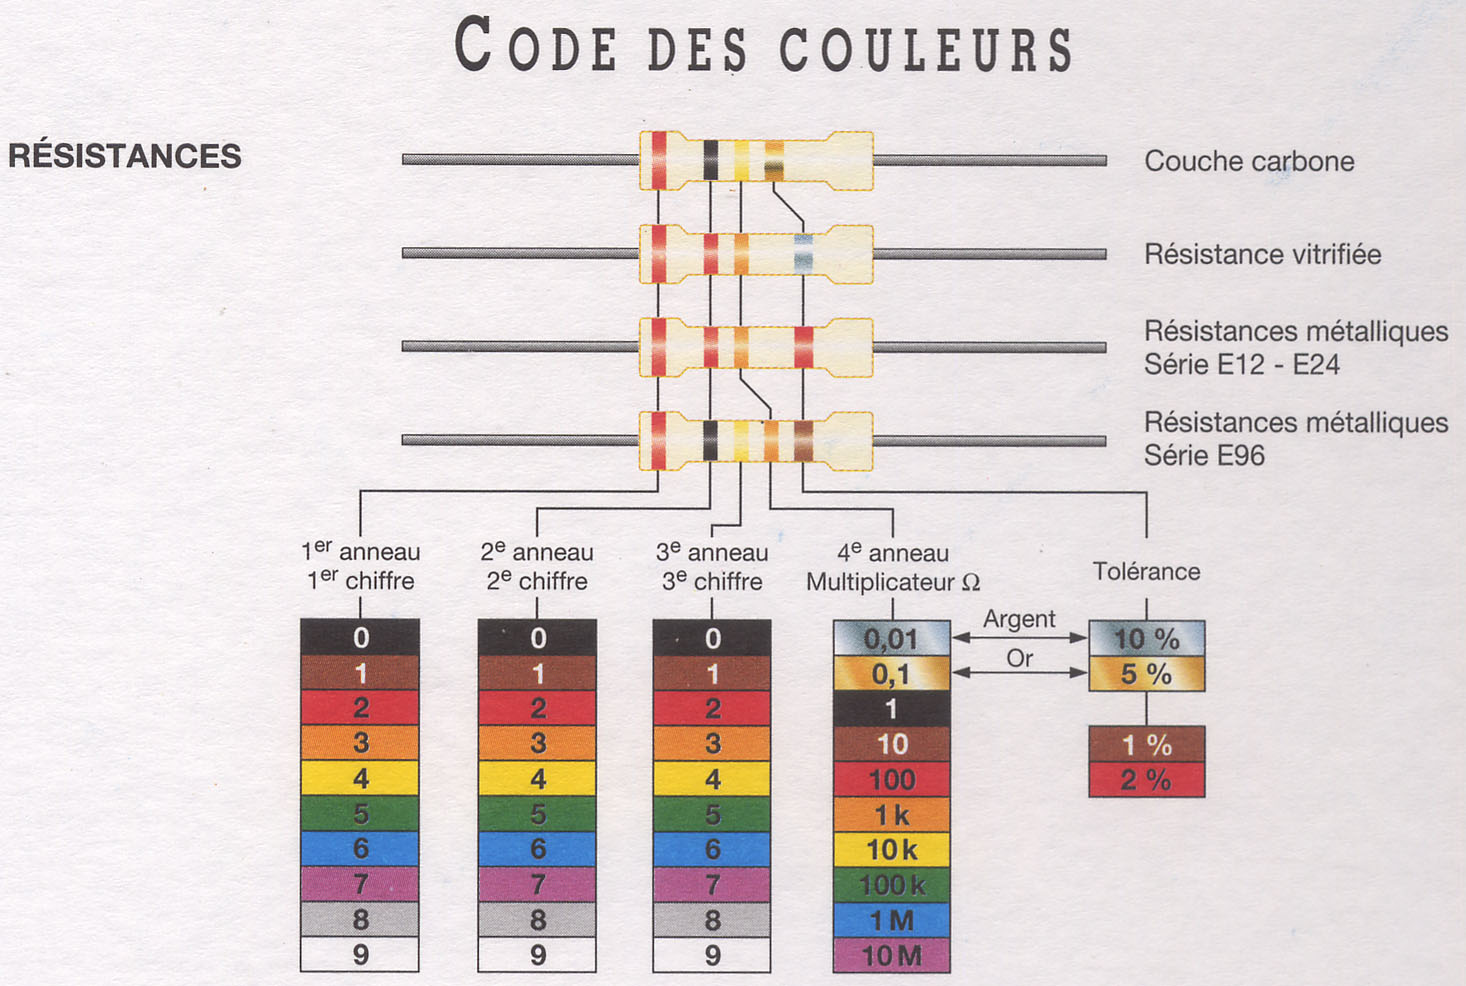 CODE DES COULEURS
RÉSISTANCES
Couche carbone
Résistance vitrifiée
Résistances métalliques
Série E12 - E24
Résistances métalliques
Série E96
1er anneau
1er chiffre
2e anneau
2e chiffre
3e anneau
3e chiffre
4e anneau
Multiplicateur Ω
Tolérance
Argent
Or
0 0 0 0,01 10 %
1 1 1 0,1 5 %
2 2 2 1
3 3 3 10 1 %
4 4 4 100 2 %
5 5 5 1 k
6 6 6 10 k
7 7 7 100 k
8 8 8 1 M
9 9 9 10 M